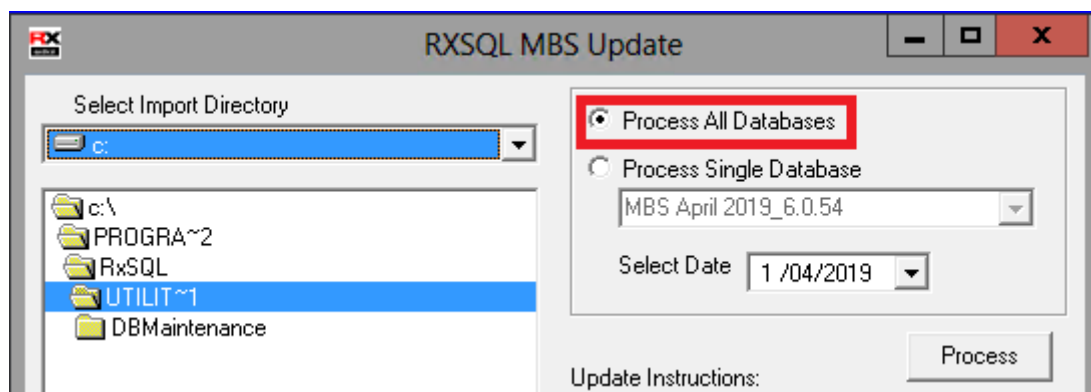 RX
RXSQL MBS Update
Select Import Directory
c:
c:\
PROGRA~2
RxSQL
UTILIT~1
DBMaintenance
Process All Databases
Process Single Database
MBS April 2019_6.0.54
Select Date 1 /04/2019
Process
Update Instructions: